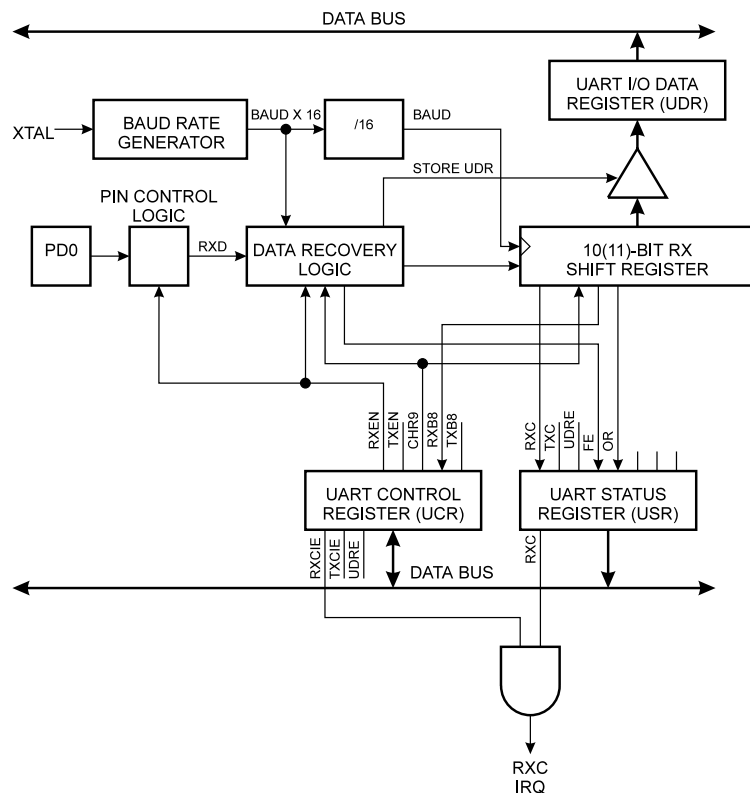 DATA BUS
UART I/O DATA
REGISTER (UDR)
XTAL
BAUD RATE
GENERATOR
BAUD X 16
/16
BAUD
STORE UDR
PIN CONTROL
LOGIC
PD0
RXD
DATA RECOVERY
LOGIC
10(11)-BIT RX
SHIFT REGISTER
RXEN
TXEN
CHR9
RXB8
TXB8
RXC
TXC
UDRE
FE
OR
UART CONTROL
REGISTER (UCR)
UART STATUS
REGISTER (USR)
RXCIE
TXCIE
UDRE
RXC
DATA BUS
RXC
IRQ